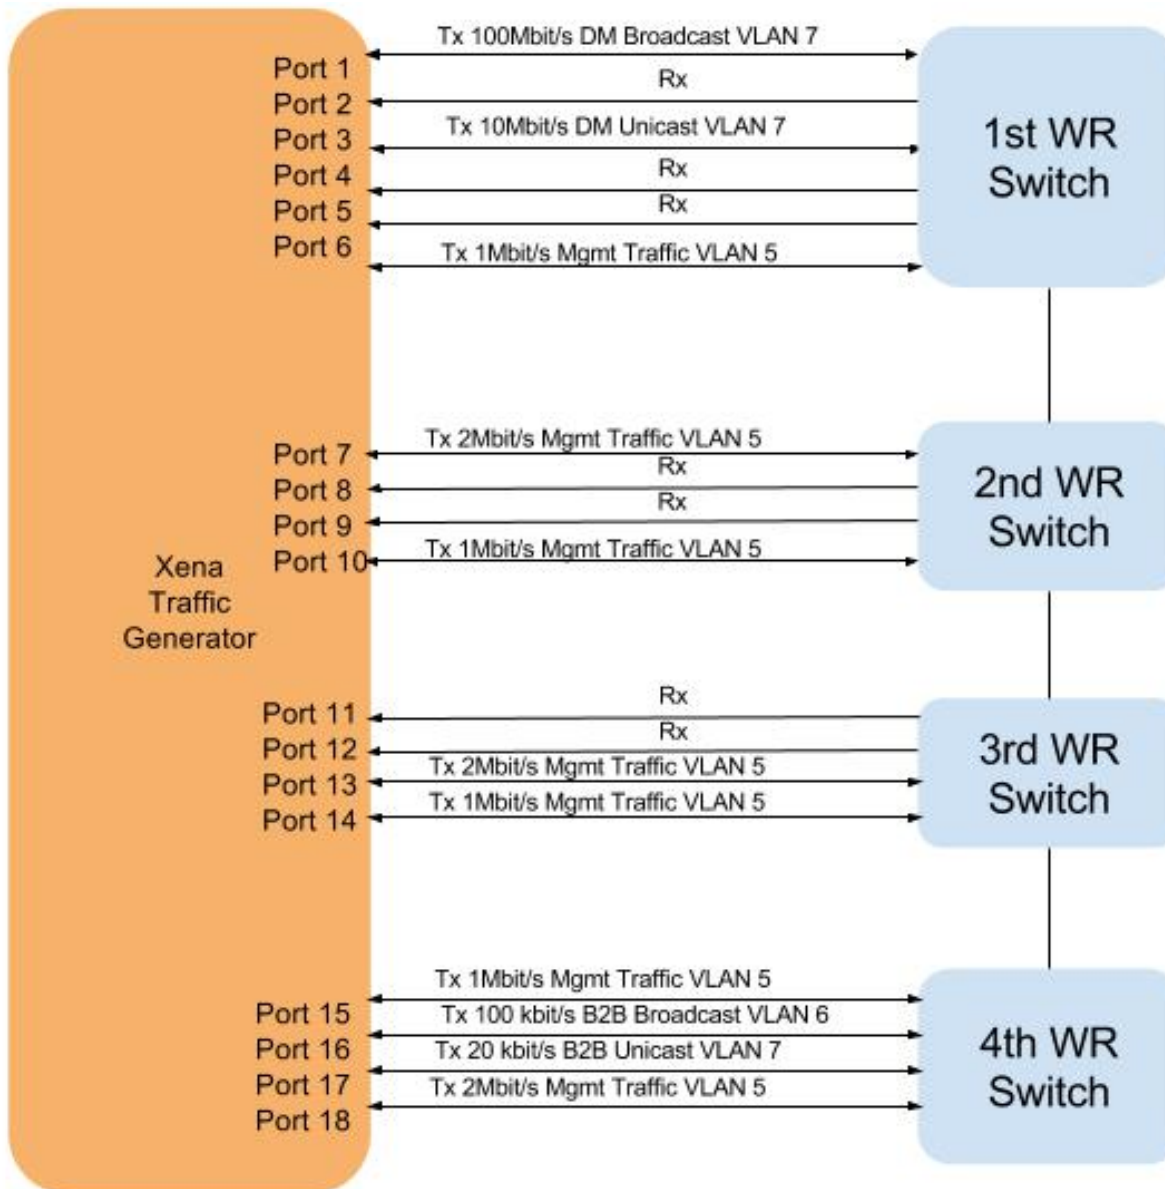 Tx 100Mbit/s DM Broadcast VLAN 7
Port 1
Rx
Port 2
Tx 10Mbit/s DM Unicast VLAN 7
Port 3
Rx
Port 4
Rx
Port 5
Tx 1Mbit/s Mgmt Traffic VLAN 5
Port 6
1st WR
Switch
Tx 2Mbit/s Mgmt Traffic VLAN 5
Port 7
Rx
Port 8
Rx
Port 9
Tx 1Mbit/s Mgmt Traffic VLAN 5
Port 10
2nd WR
Switch
Xena
Traffic
Generator
Rx
Port 11
Rx
Port 12
Tx 2Mbit/s Mgmt Traffic VLAN 5
Port 13
Tx 1Mbit/s Mgmt Traffic VLAN 5
Port 14
3rd WR
Switch
Tx 1Mbit/s Mgmt Traffic VLAN 5
Port 15
Tx 100 kbit/s B2B Broadcast VLAN 6
Port 16
Tx 20 kbit/s B2B Unicast VLAN 7
Port 17
Tx 2Mbit/s Mgmt Traffic VLAN 5
Port 18
4th WR
Switch